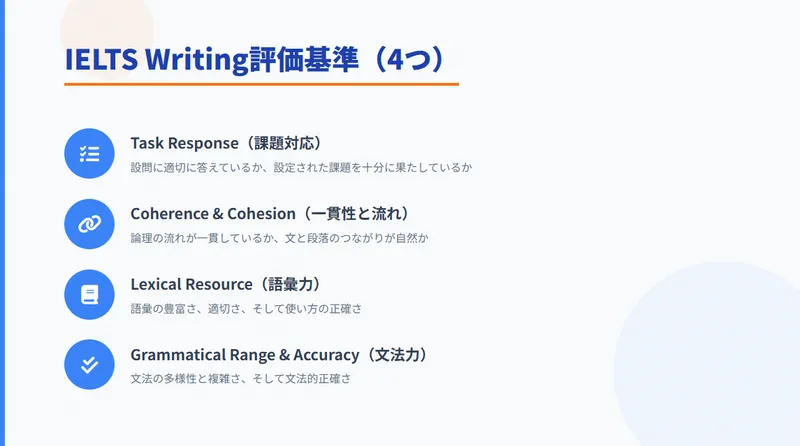 IELTS Writing評価基準（4つ）
Task Response（課題対応）
設問に適切に答えているか、設定された課題を十分に果たしているか
Coherence & Cohesion（一貫性と流れ）
論理の流れが一貫しているか、文と段落のつながりが自然か
Lexical Resource（語彙力）
語彙の豊富さ、適切さ、そして使い方の正確さ
Grammatical Range & Accuracy（文法力）
文法の多様性と複雑さ、そして文法的正確さ